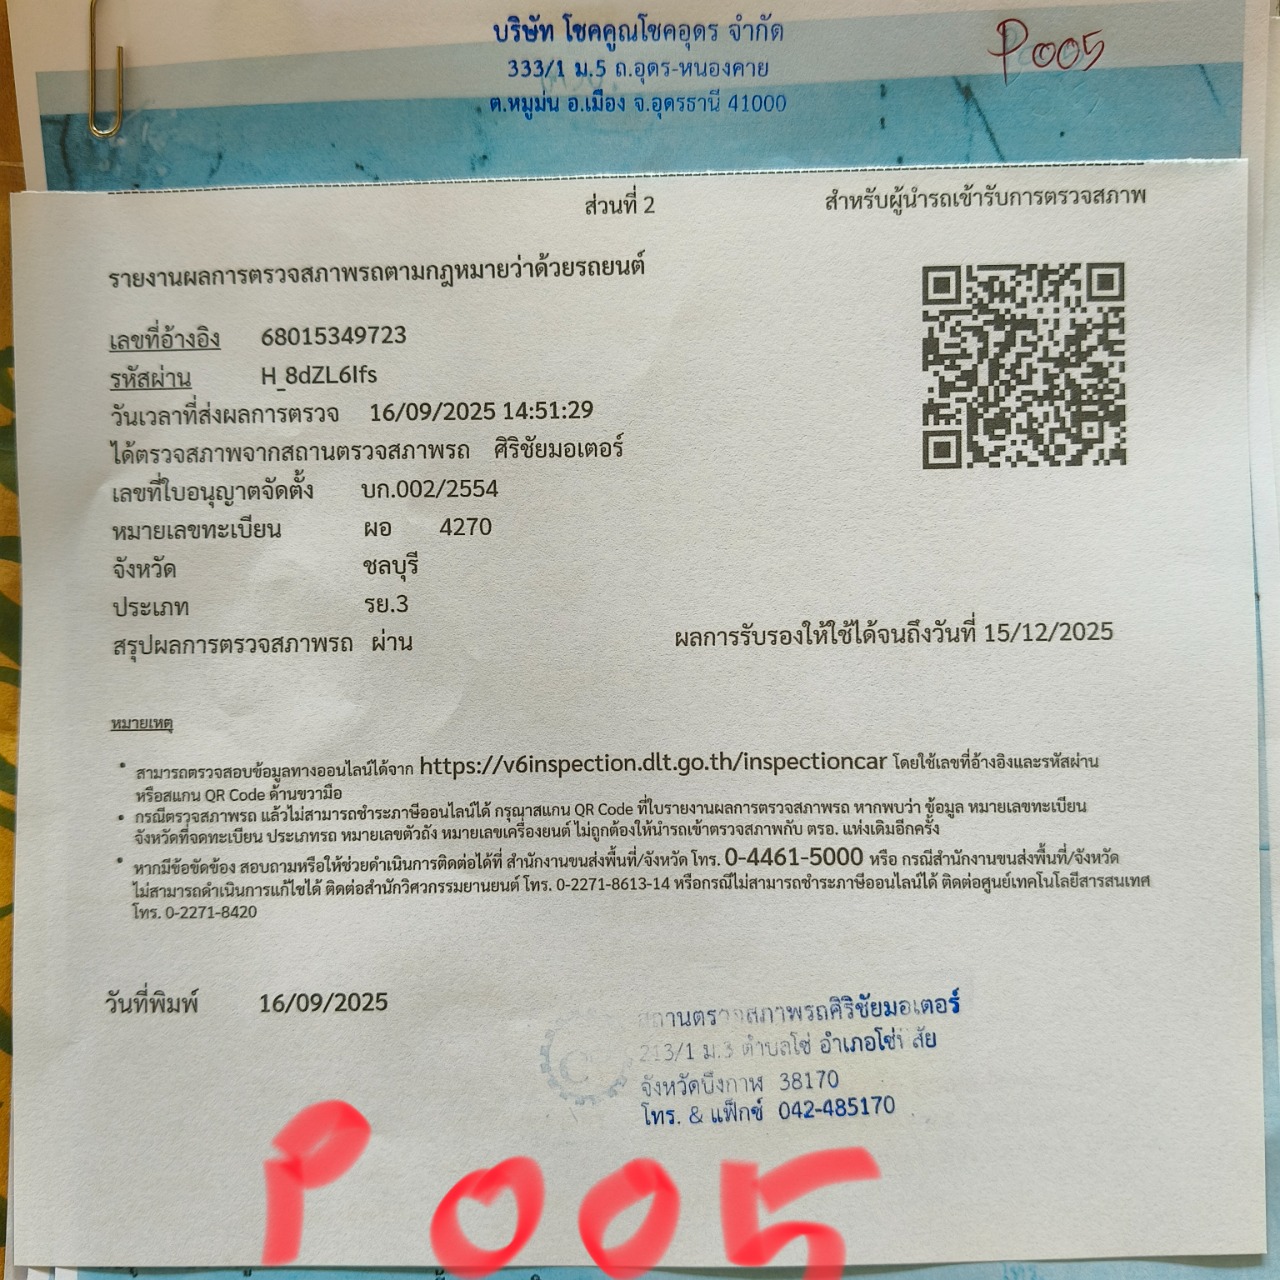 บริษัท โชคคูณโชคอุดร จำกัด
333/1 ม.5 ถ.อุดร-หนองคาย
ต.หมูม่น อ.เมือง จ.อุดรธานี 41000
P005
ส่วนที่ 2
สำหรับผู้นำรถเข้ารับการตรวจสภาพ
รายงานผลการตรวจสภาพรถตามกฎหมายว่าด้วยรถยนต์
เลขที่อ้างอิง 68015349723
รหัสผ่าน H_8dZL6lfs
วันเวลาที่ส่งผลการตรวจ 16/09/2025 14:51:29
ได้ตรวจสภาพจากสถานตรวจสภาพรถ ศิริชัยมอเตอร์
เลขที่ใบอนุญาตจัดตั้ง บก.002/2554
หมายเลขทะเบียน ผอ 4270
จังหวัด ชลบุรี
ประเภท รย.3
สรุปผลการตรวจสภาพรถ ผ่าน ผลการรับรองให้ใช้ได้จนถึงวันที่ 15/12/2025
หมายเหตุ
• สามารถตรวจสอบข้อมูลทางออนไลน์ได้จาก https://v6inspection.dlt.go.th/inspectioncar โดยใช้เลขที่อ้างอิงและรหัสผ่าน
หรือสแกน QR Code ด้านขวามือ
• กรณีตรวจสภาพรถ แล้วไม่สามารถชำระภาษีออนไลน์ได้ กรุณาสแกน QR Code ที่ใบรายงานผลการตรวจสภาพรถ หากพบว่า ข้อมูล หมายเลขทะเบียน
จังหวัดที่จดทะเบียน ประเภทรถ หมายเลขตัวถัง หมายเลขเครื่องยนต์ ไม่ถูกต้องให้นำรถเข้าตรวจสภาพกับ ตรอ. แห่งเดิมอีกครั้ง
• หากมีข้อขัดข้อง สอบถามหรือให้ช่วยดำเนินการติดต่อได้ที่ สำนักงานขนส่งพื้นที่/จังหวัด โทร. 0-4461-5000 หรือ กรณีสำนักงานขนส่งพื้นที่/จังหวัด
ไม่สามารถดำเนินการแก้ไขได้ ติดต่อสำนักวิศวกรรมยานยนต์ โทร. 0-2271-8613-14 หรือกรณีไม่สามารถชำระภาษีออนไลน์ได้ ติดต่อศูนย์เทคโนโลยีสารสนเทศ
โทร. 0-2271-8420
วันที่พิมพ์ 16/09/2025
สถานตรวจสภาพรถศิริชัยมอเตอร์
213/1 ม.3 ตำบลโซ่ อำเภอโซ่พิสัย
จังหวัดบึงกาฬ 38170
โทร. & แฟ็กซ์ 042-485170
P 005